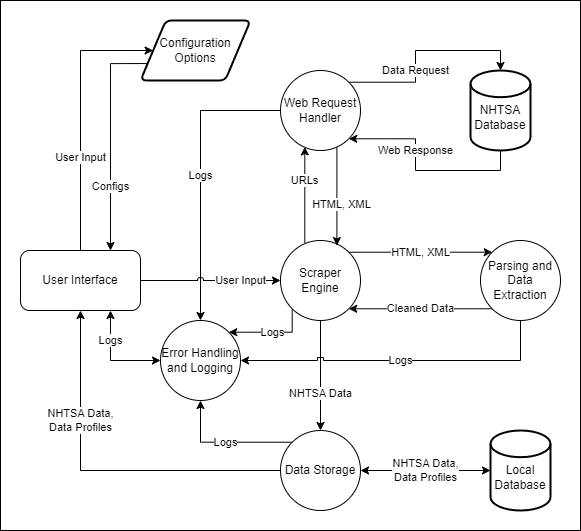 Configuration
Options
Data Request
Web Request
Handler
NHTSA
Database
User Input
Web Response
Logs
URLs
Configs
HTML, XML
User Interface
User Input
Scraper
Engine
HTML, XML
Parsing and
Data
Extraction
Cleaned Data
Logs
Logs
Error Handling
and Logging
Logs
NHTSA Data
NHTSA Data,
Data Profiles
Logs
Data Storage
NHTSA Data,
Data Profiles
Local
Database